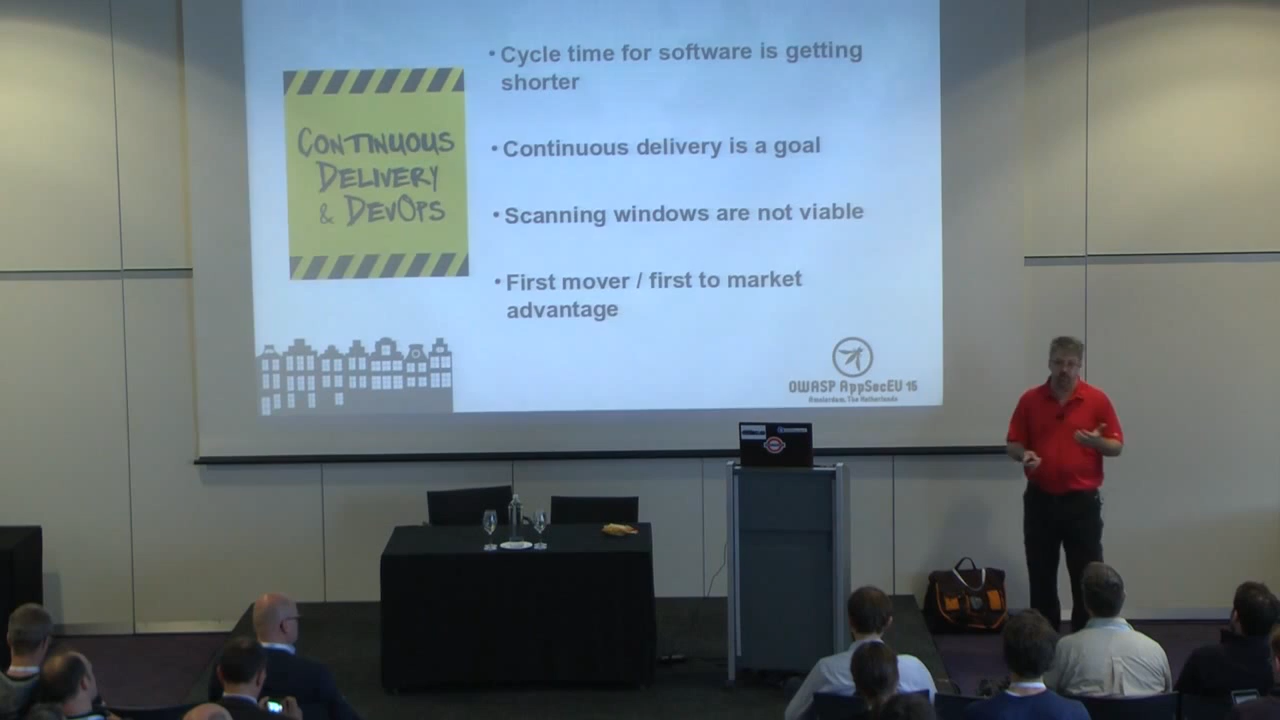 CONTINUOUS
DELIVERY
& DEVOPS
• Cycle time for software is getting
shorter
• Continuous delivery is a goal
• Scanning windows are not viable
• First mover / first to market
advantage
OWASP AppSecEU 15
Amsterdam, The Netherlands